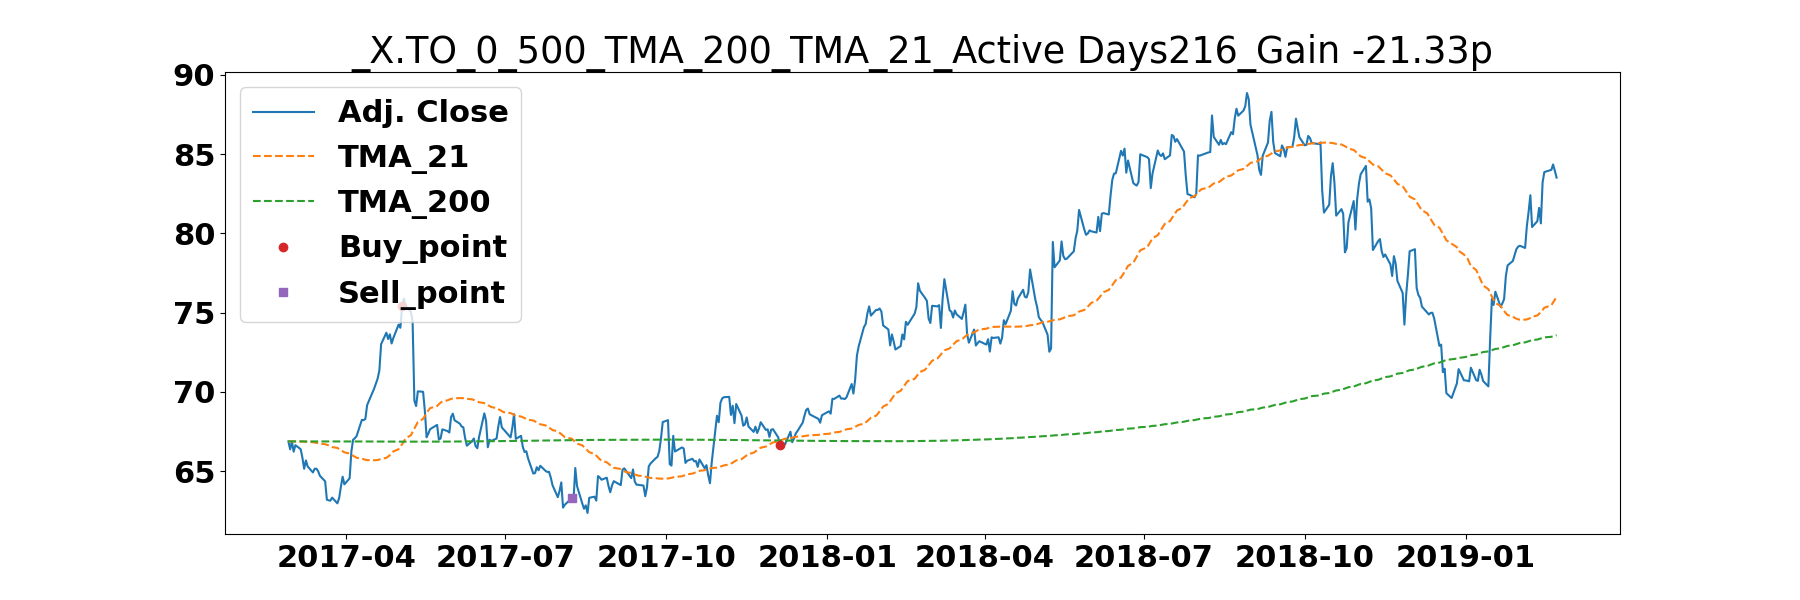 _X.TO_0_500_TMA_200_TMA_21_Active Days216_Gain -21.33p
90
85
80
75
70
65
Adj. Close
TMA_21
TMA_200
Buy_point
Sell_point
2017-04 2017-07 2017-10 2018-01 2018-04 2018-07 2018-10 2019-01